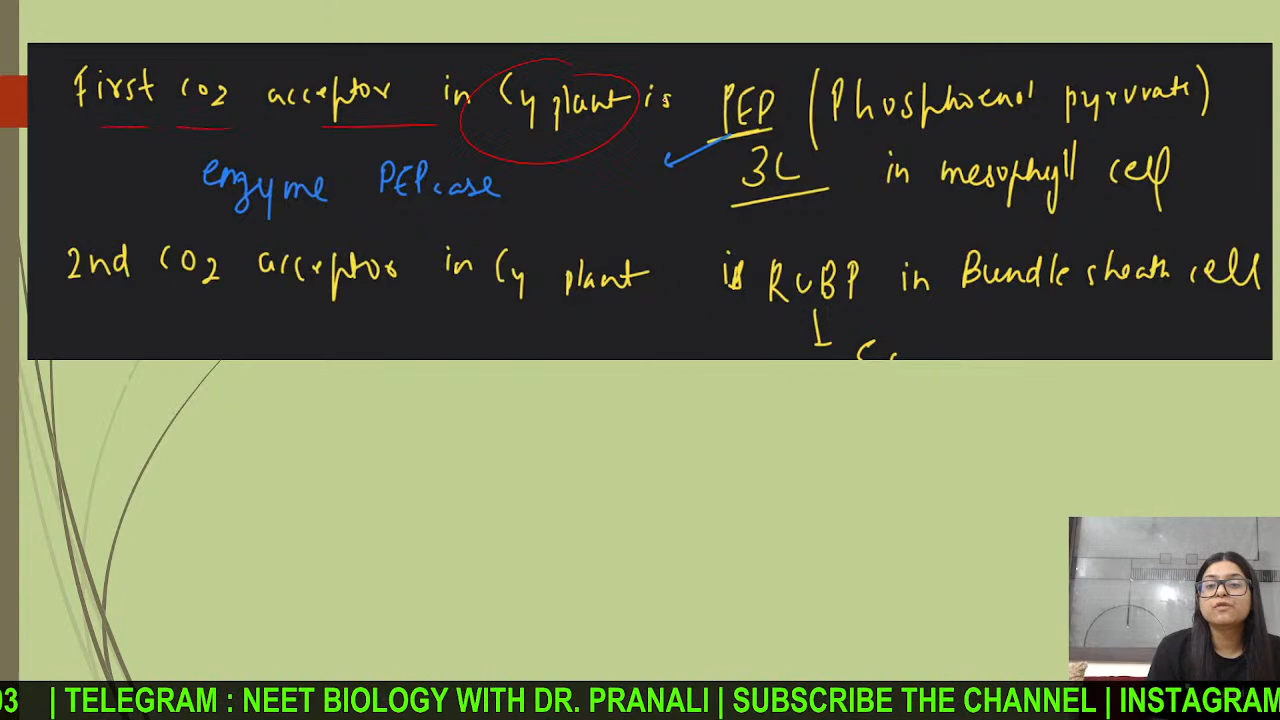 First CO2 acceptor in C4 plant is PEP (Phosphoenol pyruvate)
3C in mesophyll cell
enzyme PEPcase
2nd CO2 acceptor in C4 plant is RUBP in Bundle sheath cell
03 | TELEGRAM : NEET BIOLOGY WITH DR. PRANALI | SUBSCRIBE THE CHANNEL | INSTAGRAM